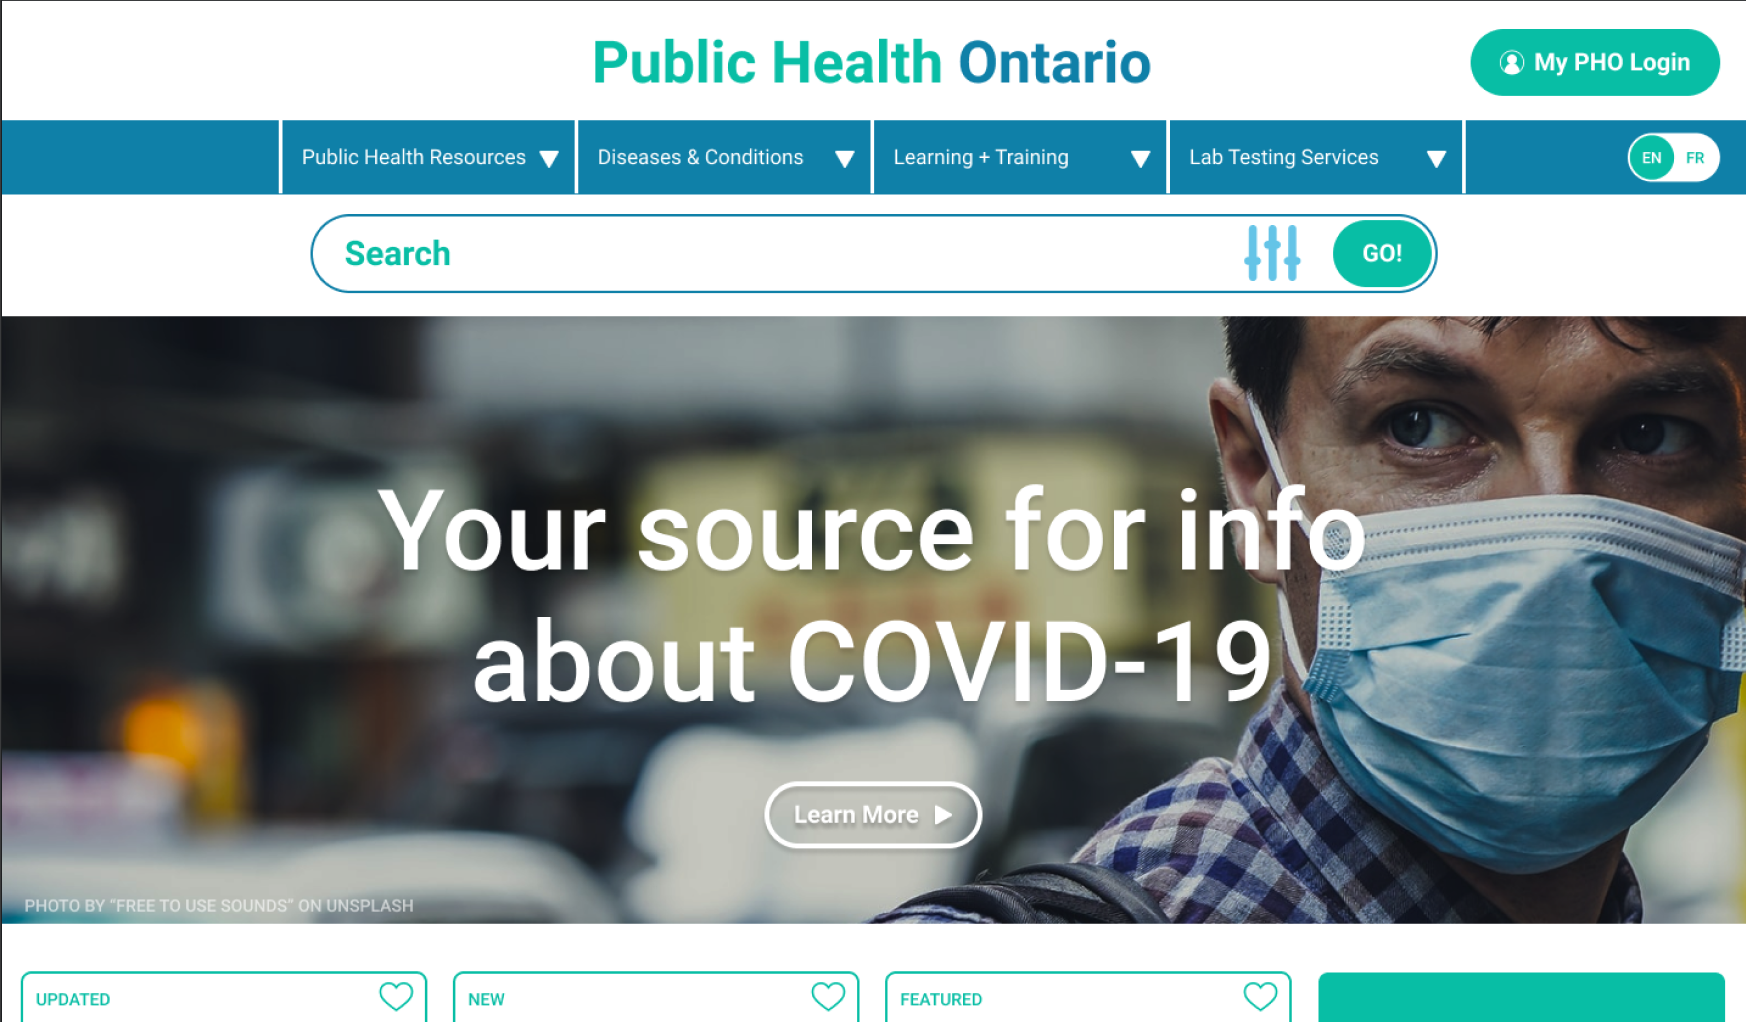 Public Health Ontario
My PHO Login
Public Health Resources
Diseases & Conditions
Learning + Training
Lab Testing Services
EN
FR
Search
GO!
Your source for info
about COVID-19
Learn More
PHOTO BY “FREE TO USE SOUNDS” ON UNSPLASH
UPDATED
NEW
FEATURED